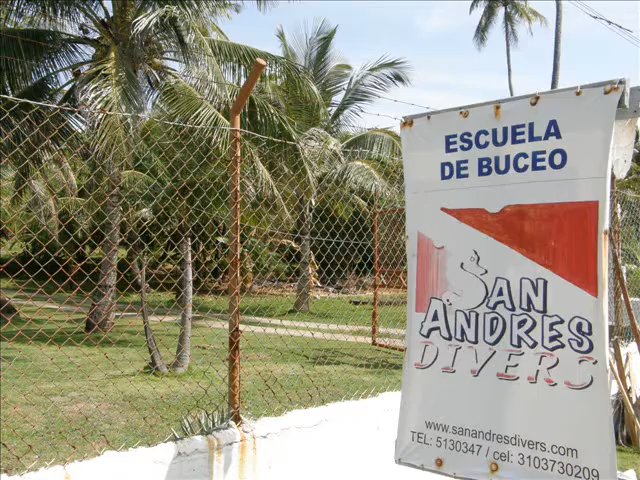 ESCUELA
DE BUCEO
SAN
ANDRES
DIVERS
www.sanandresdivers.com
TEL: 5130347 / cel: 3103730209